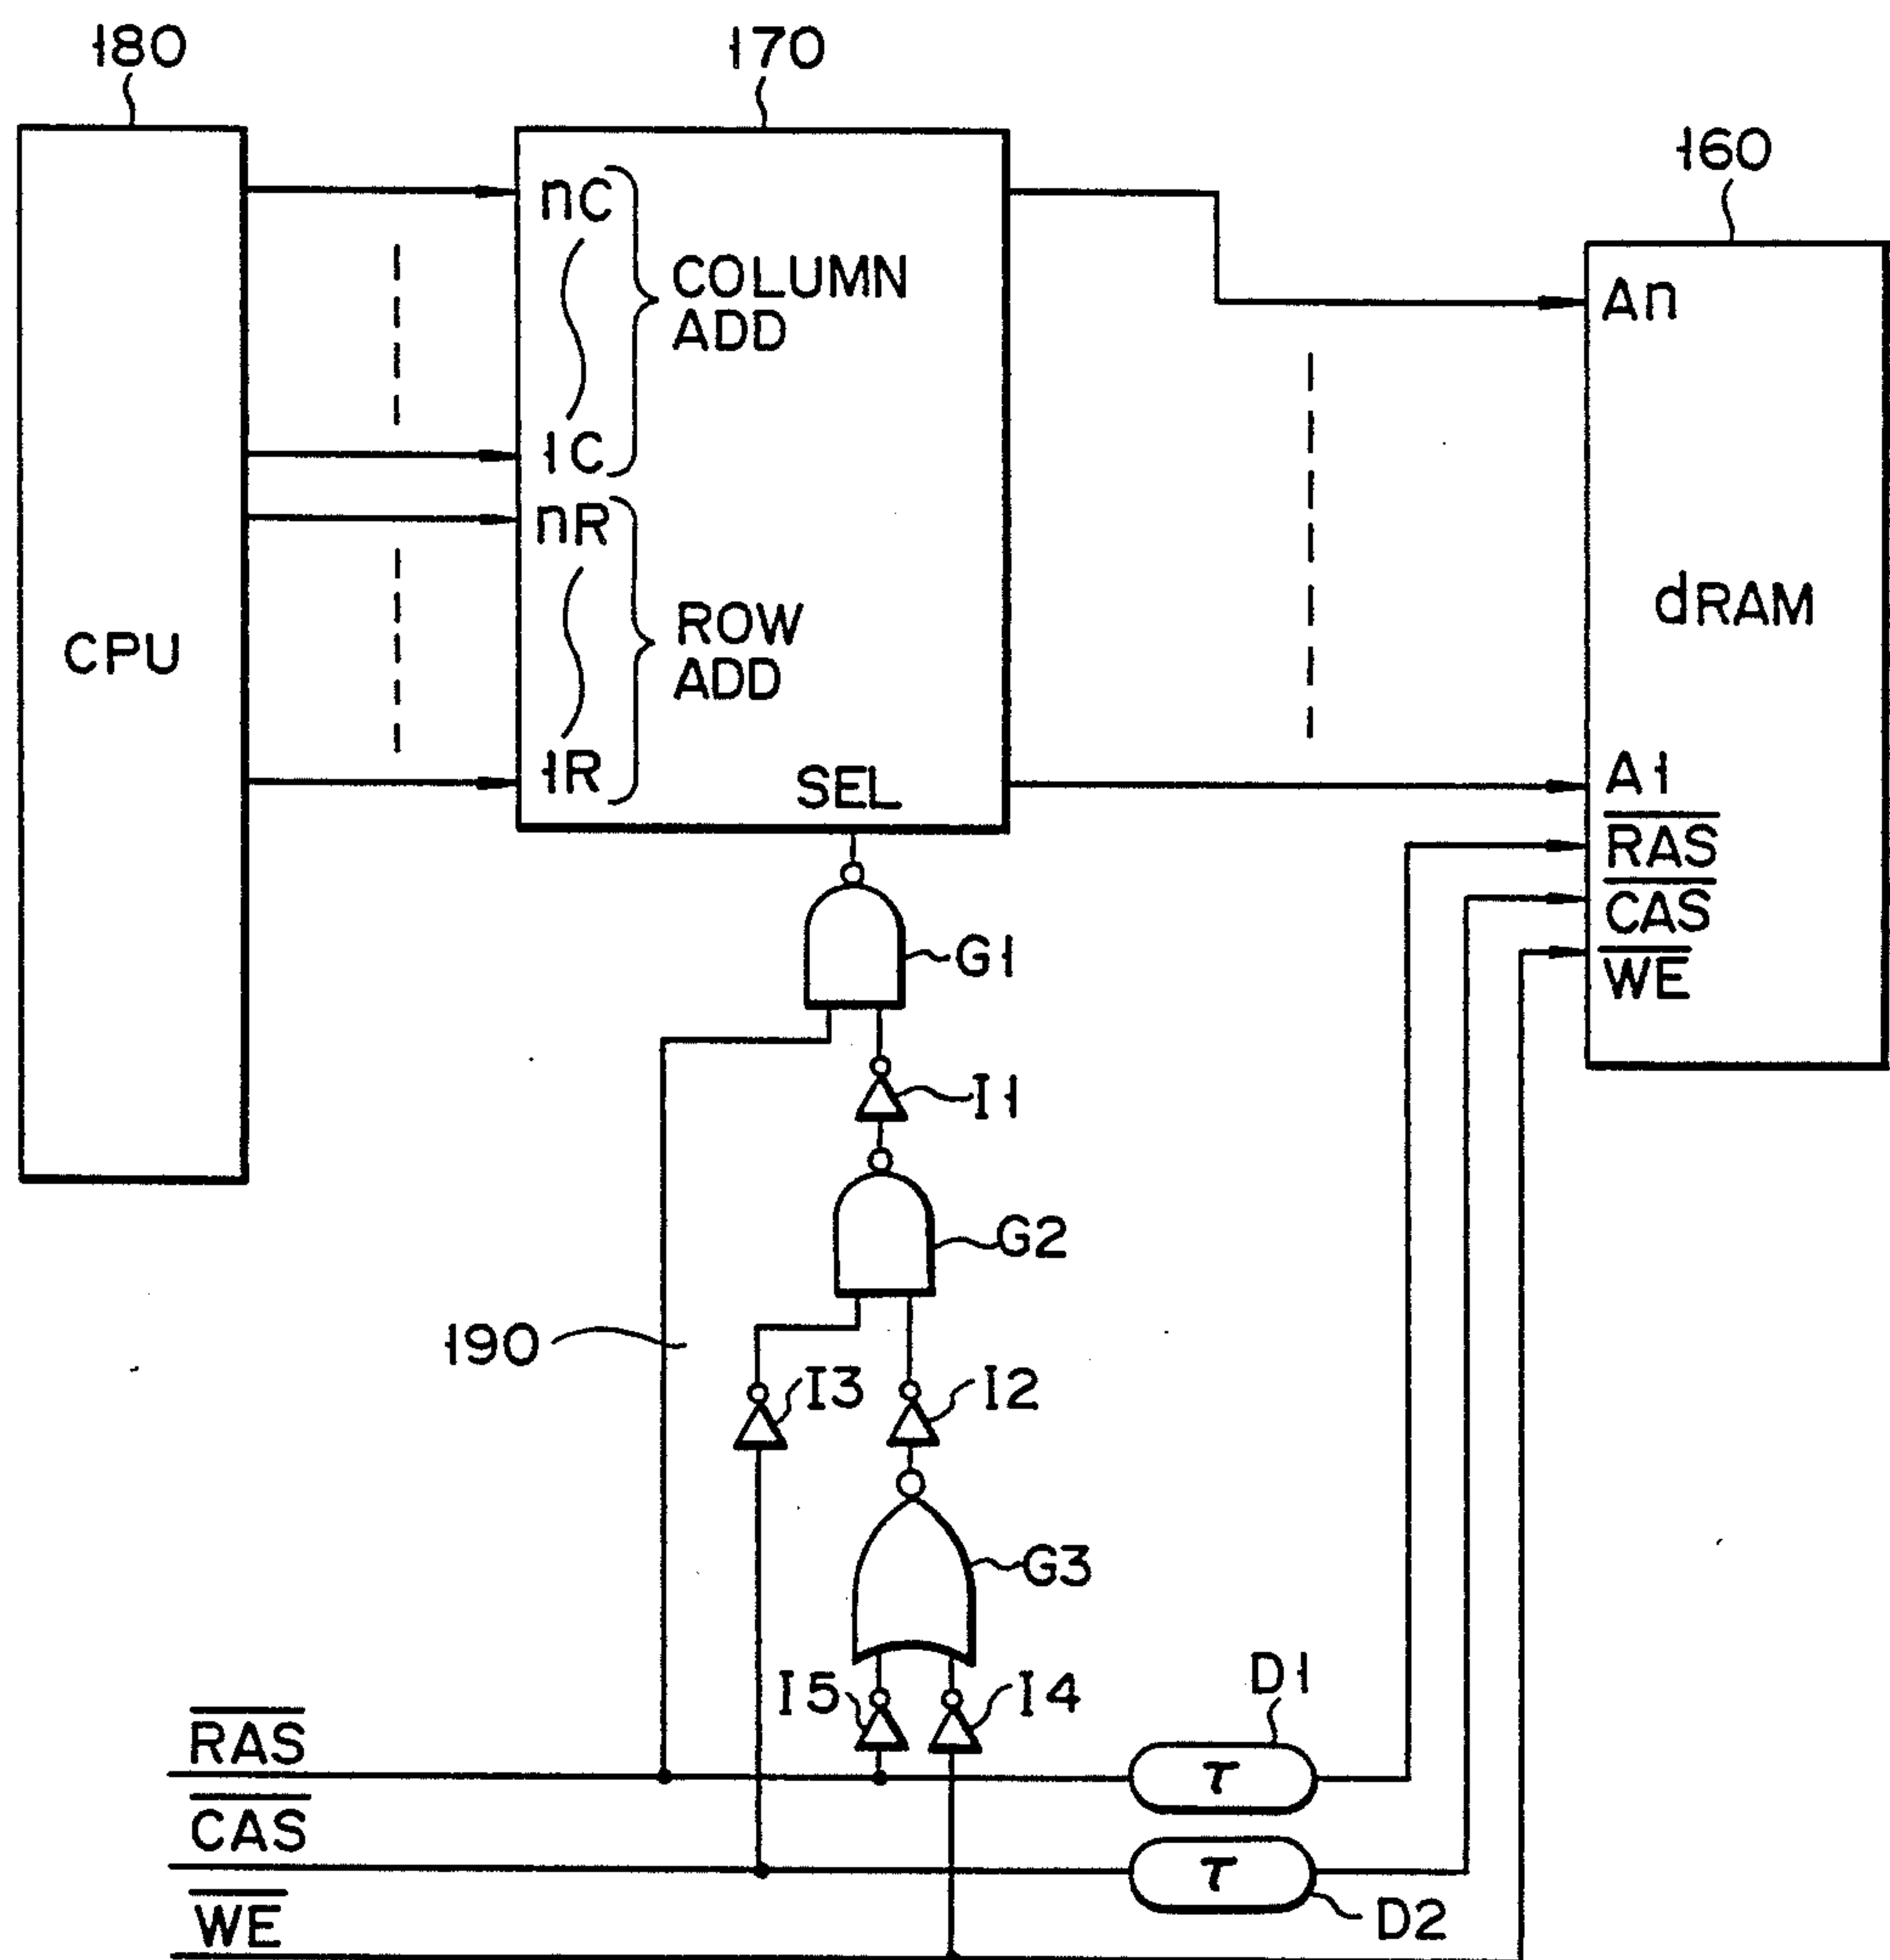 180
170
160
nC
COLUMN
ADD
1C
nR
ROW
ADD
1R
SEL
CPU
An
dRAM
A1
RAS
CAS
WE
G1
I1
G2
190
I3
I2
G3
I5
I4
D1
RAS
τ
CAS
τ
WE
D2